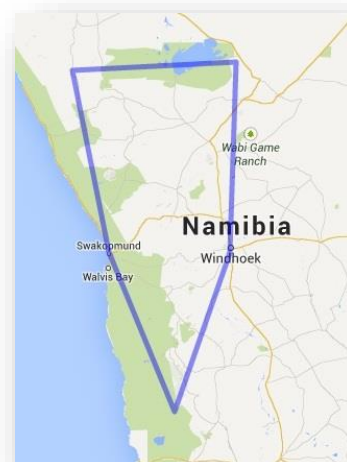 Wabi Game
Ranch
Namibia
Swakopmund
Windhoek
Walvis Bay